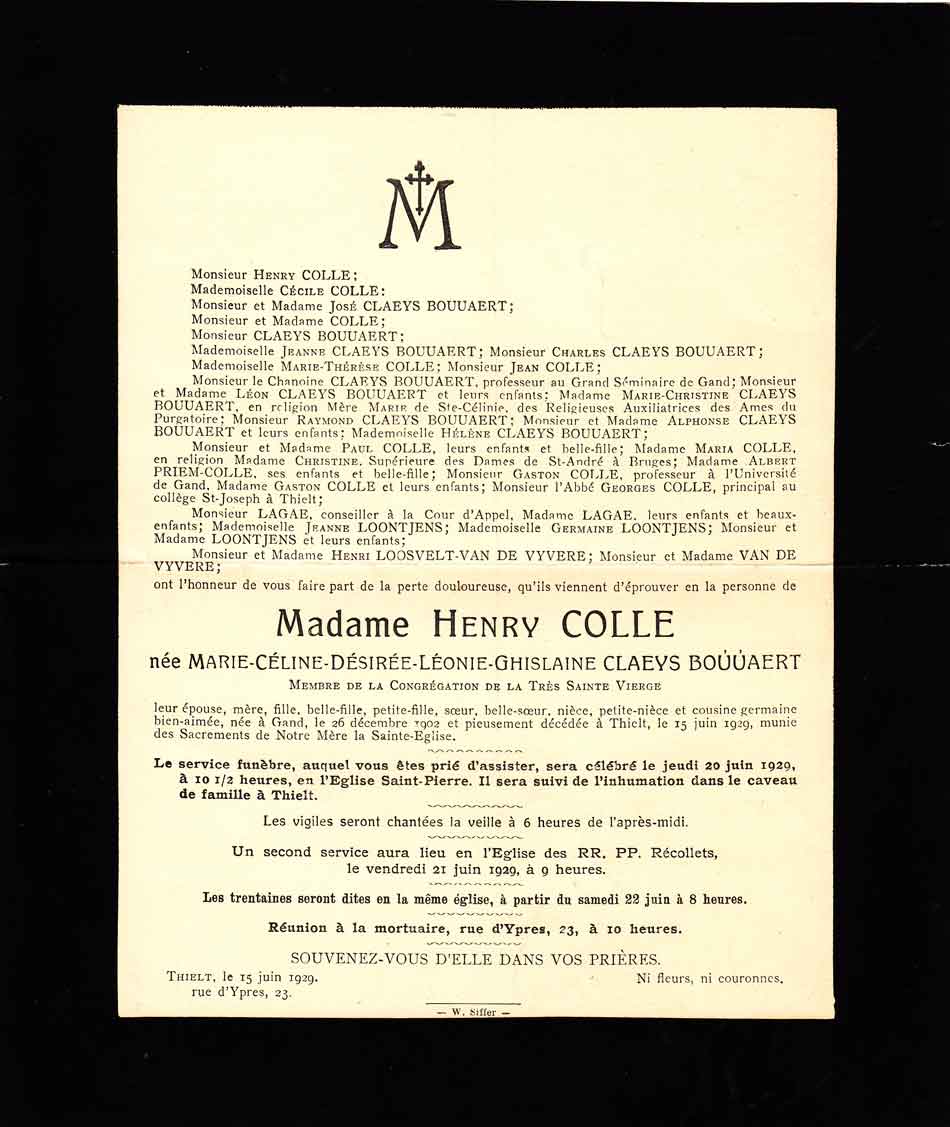 M
Monsieur HENRY COLLE;
Mademoiselle CÉCILE COLLE:
Monsieur et Madame JOSÉ CLAEYS BOUUAERT;
Monsieur et Madame COLLE;
Monsieur CLAEYS BOUUAERT;
Mademoiselle JEANNE CLAEYS BOUUAERT; Monsieur CHARLES CLAEYS BOUUAERT;
Mademoiselle MARIE-THÉRÈSE COLLE; Monsieur JEAN COLLE;
Monsieur le Chanoine CLAEYS BOUUAERT, professeur au Grand Séminaire de Gand; Monsieur
et Madame LÉON CLAEYS BOUUAERT et leurs enfants; Madame MARIE-CHRISTINE CLAEYS
BOUUAERT, en religion Mère MARIE de Ste-Célinie, des Religieuses Auxiliatrices des Ames du
Purgatoire; Monsieur RAYMOND CLAEYS BOUUAERT; Monsieur et Madame ALPHONSE CLAEYS
BOUUAERT et leurs enfants; Mademoiselle HÉLÈNE CLAEYS BOUUAERT;
Monsieur et Madame PAUL COLLE, leurs enfants et belle-fille; Madame MARIA COLLE,
en religion Madame CHRISTINE, Supérieure des Dames de St-André à Bruges; Madame ALBERT
PRIEM-COLLE, ses enfants et belle-fille; Monsieur GASTON COLLE, professeur à l'Université
de Gand, Madame GASTON COLLE et leurs enfants; Monsieur l'Abbé GEORGES COLLE, principal au
collège St-Joseph à Thielt;
Monsieur LAGAE, conseiller à la Cour d'Appel, Madame LAGAE, leurs enfants et beaux-
enfants; Mademoiselle JEANNE LOONTJENS; Mademoiselle GERMAINE LOONTJENS; Monsieur et
Madame LOONTJENS et leurs enfants;
Monsieur et Madame HENRI LOOSVELT-VAN DE VYVERE; Monsieur et Madame VAN DE
VYVERE;
ont l'honneur de vous faire part de la perte douloureuse, qu'ils viennent d'éprouver en la personne de
Madame HENRY COLLE
née MARIE-CÉLINE-DÉSIRÉE-LÉONIE-GHISLAINE CLAEYS BOÚÚAERT
MEMBRE DE LA CONGRÉGATION DE LA TRÈS SAINTE VIERGE
leur épouse, mère, fille, belle-fille, petite-fille, sœur, belle-sœur, nièce, petite-nièce et cousine germaine
bien-aimée, née à Gand, le 26 décembre 1902 et pieusement décédée à Thielt, le 15 juin 1929, munie
des Sacrements de Notre Mère la Sainte-Eglise.
Le service funèbre, auquel vous êtes prié d'assister, sera célébré le jeudi 20 juin 1929,
à 10 1/2 heures, en l'Eglise Saint-Pierre. Il sera suivi de l'inhumation dans le caveau
de famille à Thielt.
Les vigiles seront chantées la veille à 6 heures de l'après-midi.
Un second service aura lieu en l'Eglise des RR. PP. Récollets,
le vendredi 21 juin 1929, à 9 heures.
Les trentaines seront dites en la même église, à partir du samedi 22 juin à 8 heures.
Réunion à la mortuaire, rue d'Ypres, 23, à 10 heures.
SOUVENEZ-VOUS D'ELLE DANS VOS PRIÈRES.
THIELT, le 15 juin 1929. Ni fleurs, ni couronnes.
rue d'Ypres, 23.
— W. Siffer —